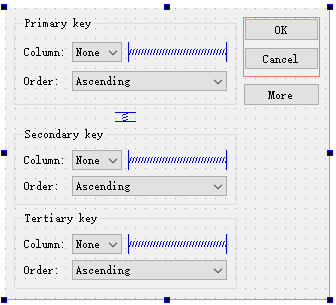 Primary key
OK
Column: None
Cancel
Order: Ascending
More
Secondary key
Column: None
Order: Ascending
Tertiary key
Column: None
Order: Ascending